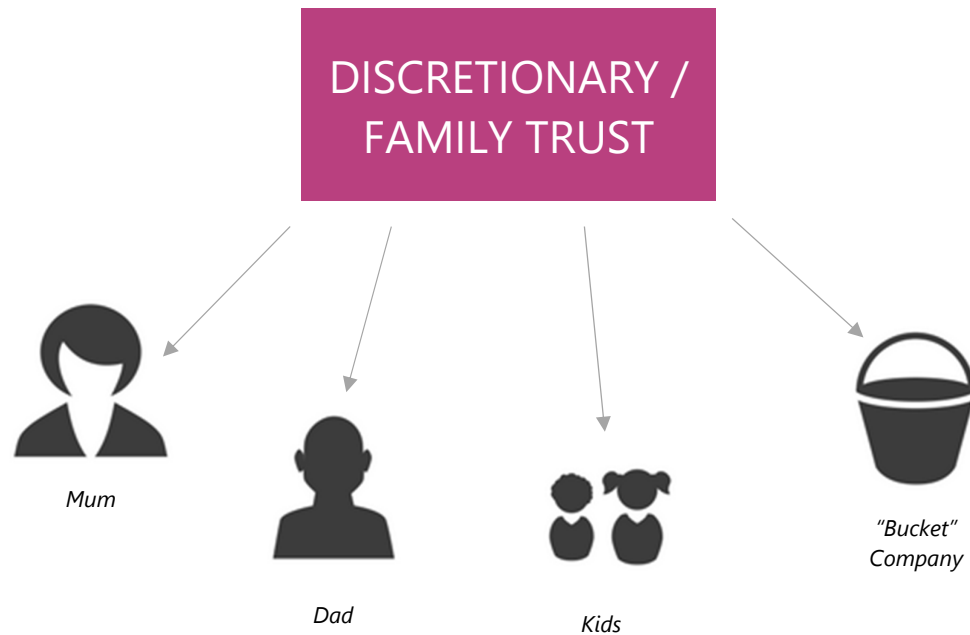 DISCRETIONARY /
FAMILY TRUST
Mum
Dad
Kids
“Bucket”
Company